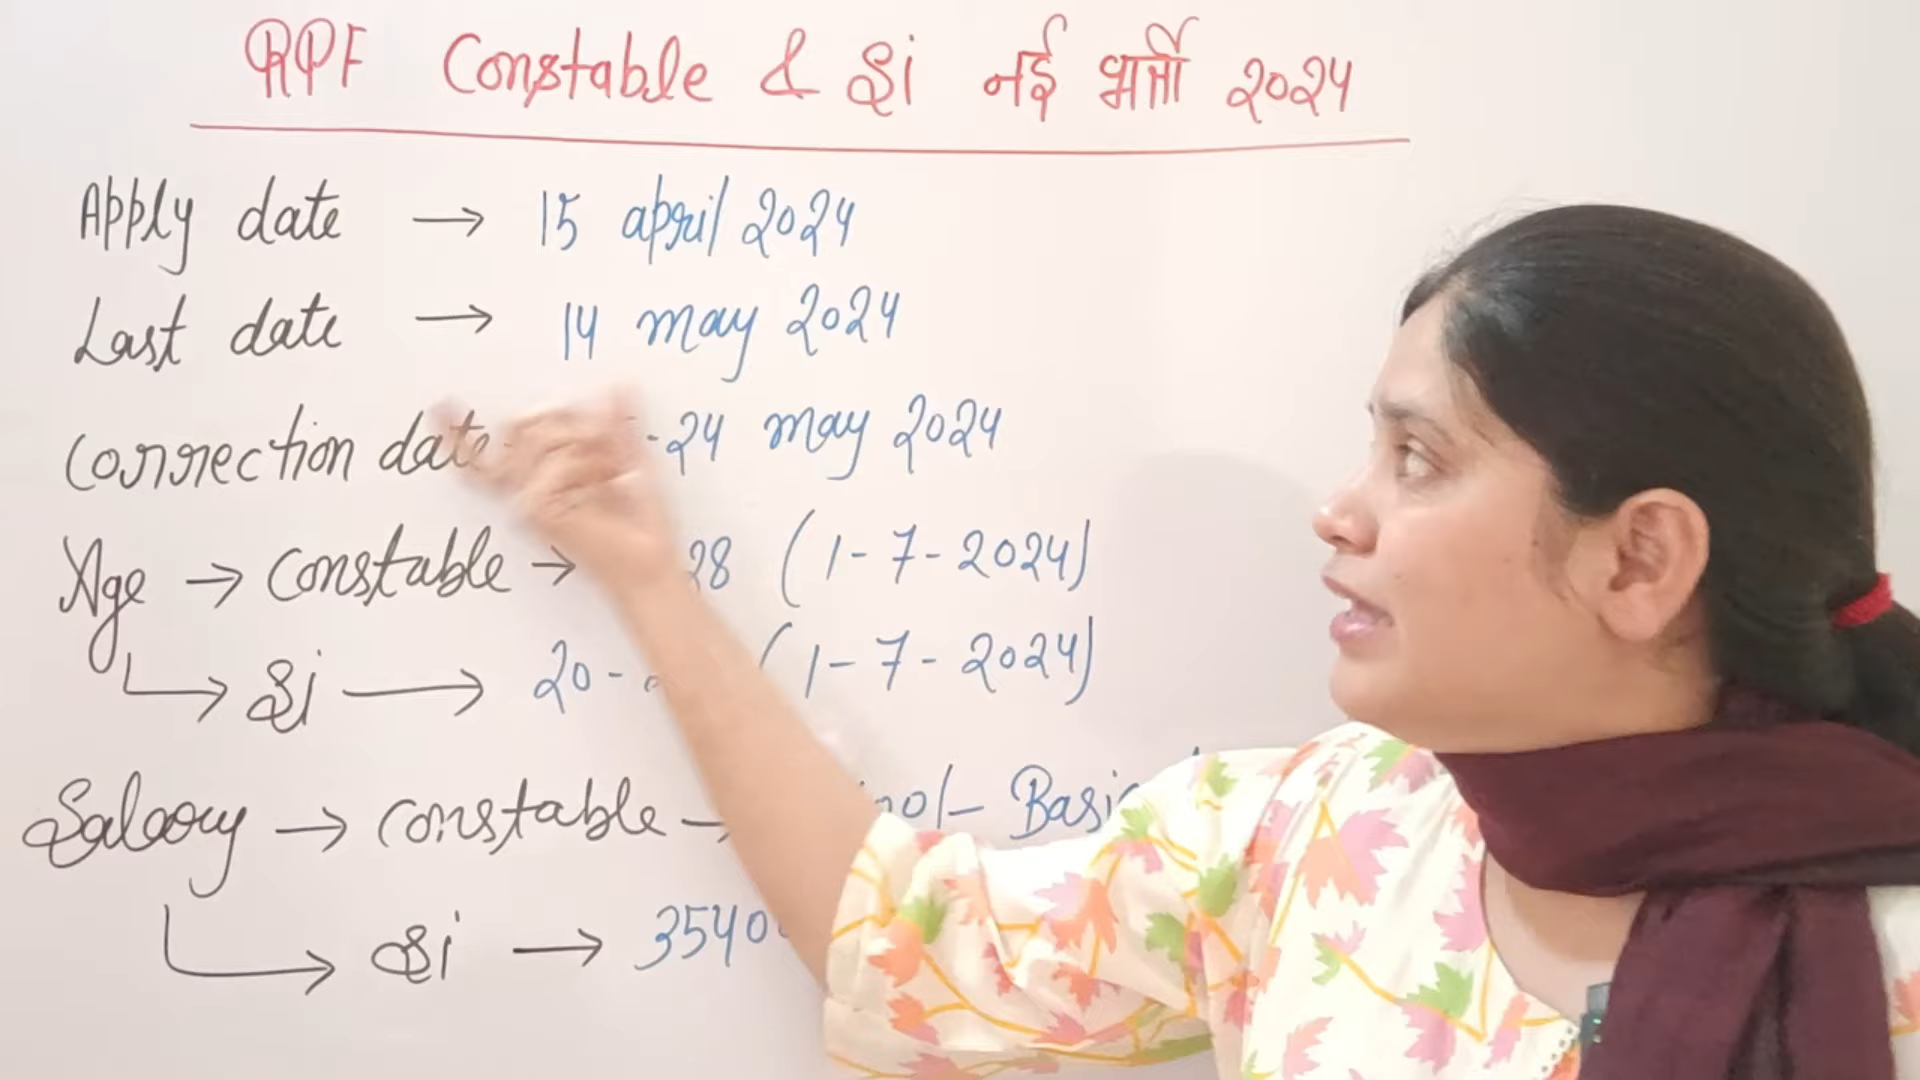 RPF Constable & SI नई भर्ती 2024
Apply date → 15 april 2024
Last date → 14 may 2024
Correction date -24 may 2024
Age → Constable → 28 (1-7-2024)
↳ SI → 20- (1-7-2024)
Salary → constable → Basic
↳ SI → 3540